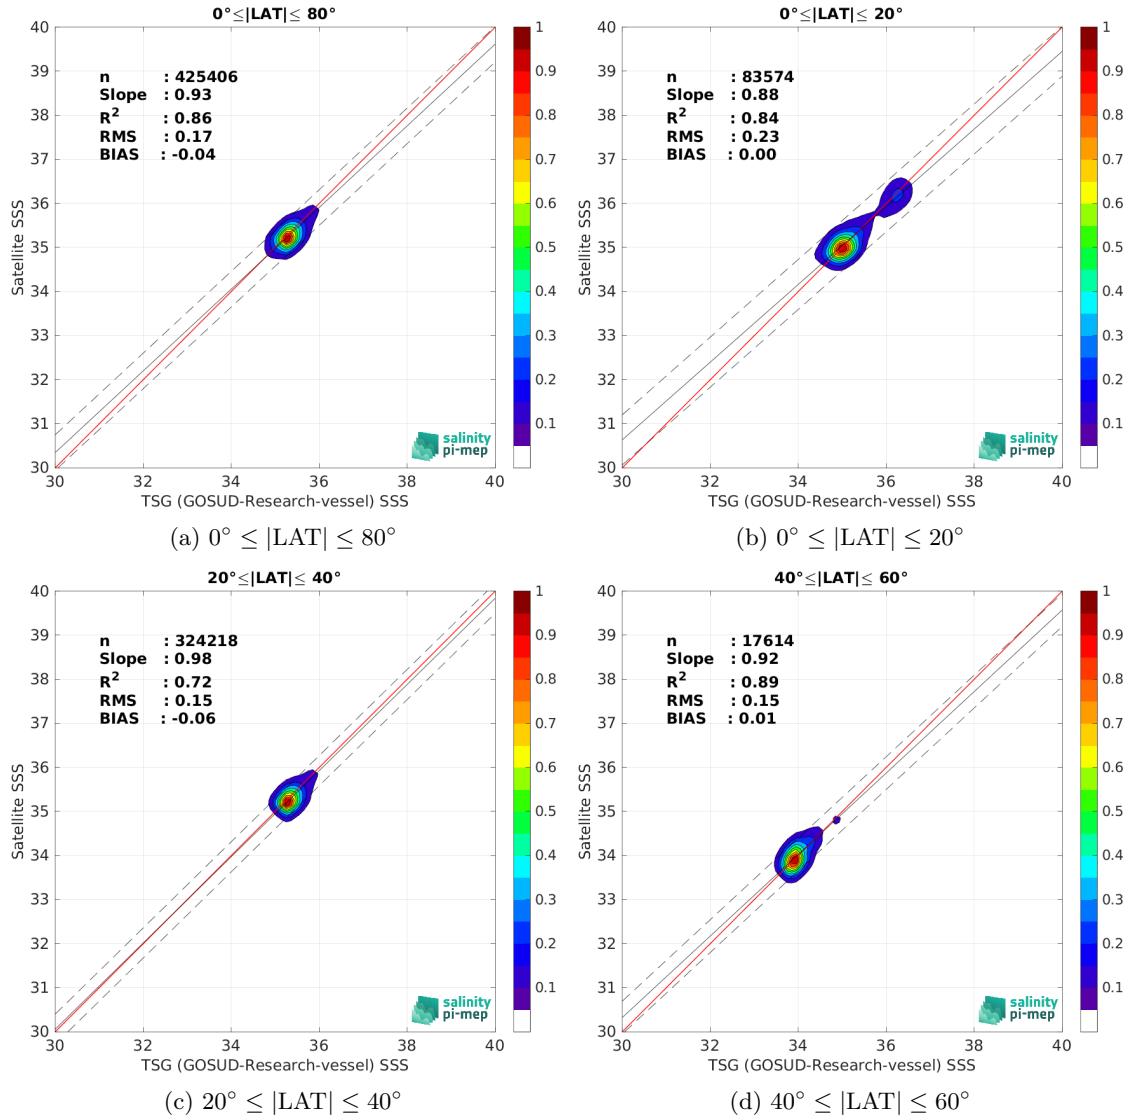 0°≤|LAT|≤ 80°
n : 425406
Slope : 0.93
R² : 0.86
RMS : 0.17
BIAS : -0.04
40
39
38
37
36
35
34
33
32
31
30
Satellite SSS
30 32 34 36 38 40
TSG (GOSUD-Research-vessel) SSS
1
0.9
0.8
0.7
0.6
0.5
0.4
0.3
0.2
0.1
salinity
pi-mep
(a) 0° ≤ |LAT| ≤ 80°
0°≤|LAT|≤ 20°
n : 83574
Slope : 0.88
R² : 0.84
RMS : 0.23
BIAS : 0.00
40
39
38
37
36
35
34
33
32
31
30
Satellite SSS
30 32 34 36 38 40
TSG (GOSUD-Research-vessel) SSS
1
0.9
0.8
0.7
0.6
0.5
0.4
0.3
0.2
0.1
salinity
pi-mep
(b) 0° ≤ |LAT| ≤ 20°
20°≤|LAT|≤ 40°
n : 324218
Slope : 0.98
R² : 0.72
RMS : 0.15
BIAS : -0.06
40
39
38
37
36
35
34
33
32
31
30
Satellite SSS
30 32 34 36 38 40
TSG (GOSUD-Research-vessel) SSS
1
0.9
0.8
0.7
0.6
0.5
0.4
0.3
0.2
0.1
salinity
pi-mep
(c) 20° ≤ |LAT| ≤ 40°
40°≤|LAT|≤ 60°
n : 17614
Slope : 0.92
R² : 0.89
RMS : 0.15
BIAS : 0.01
40
39
38
37
36
35
34
33
32
31
30
Satellite SSS
30 32 34 36 38 40
TSG (GOSUD-Research-vessel) SSS
1
0.9
0.8
0.7
0.6
0.5
0.4
0.3
0.2
0.1
salinity
pi-mep
(d) 40° ≤ |LAT| ≤ 60°